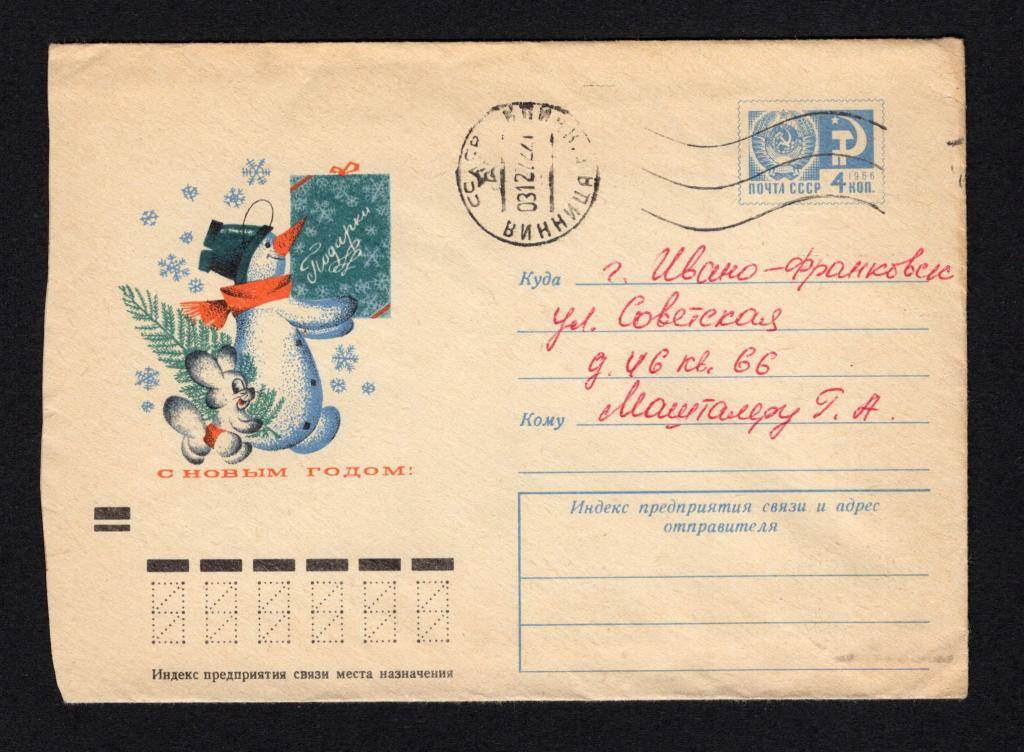 Подарки
С НОВЫМ ГОДОМ!
СССР
ВИННИЦА
ПОЧТА СССР
1966
4 КОП.
Куда г. Ивано-Франковск
ул. Советская
д. 46 кв. 66
Кому Машталеру Г. А.
Индекс предприятия связи и адрес
отправителя
Индекс предприятия связи места назначения